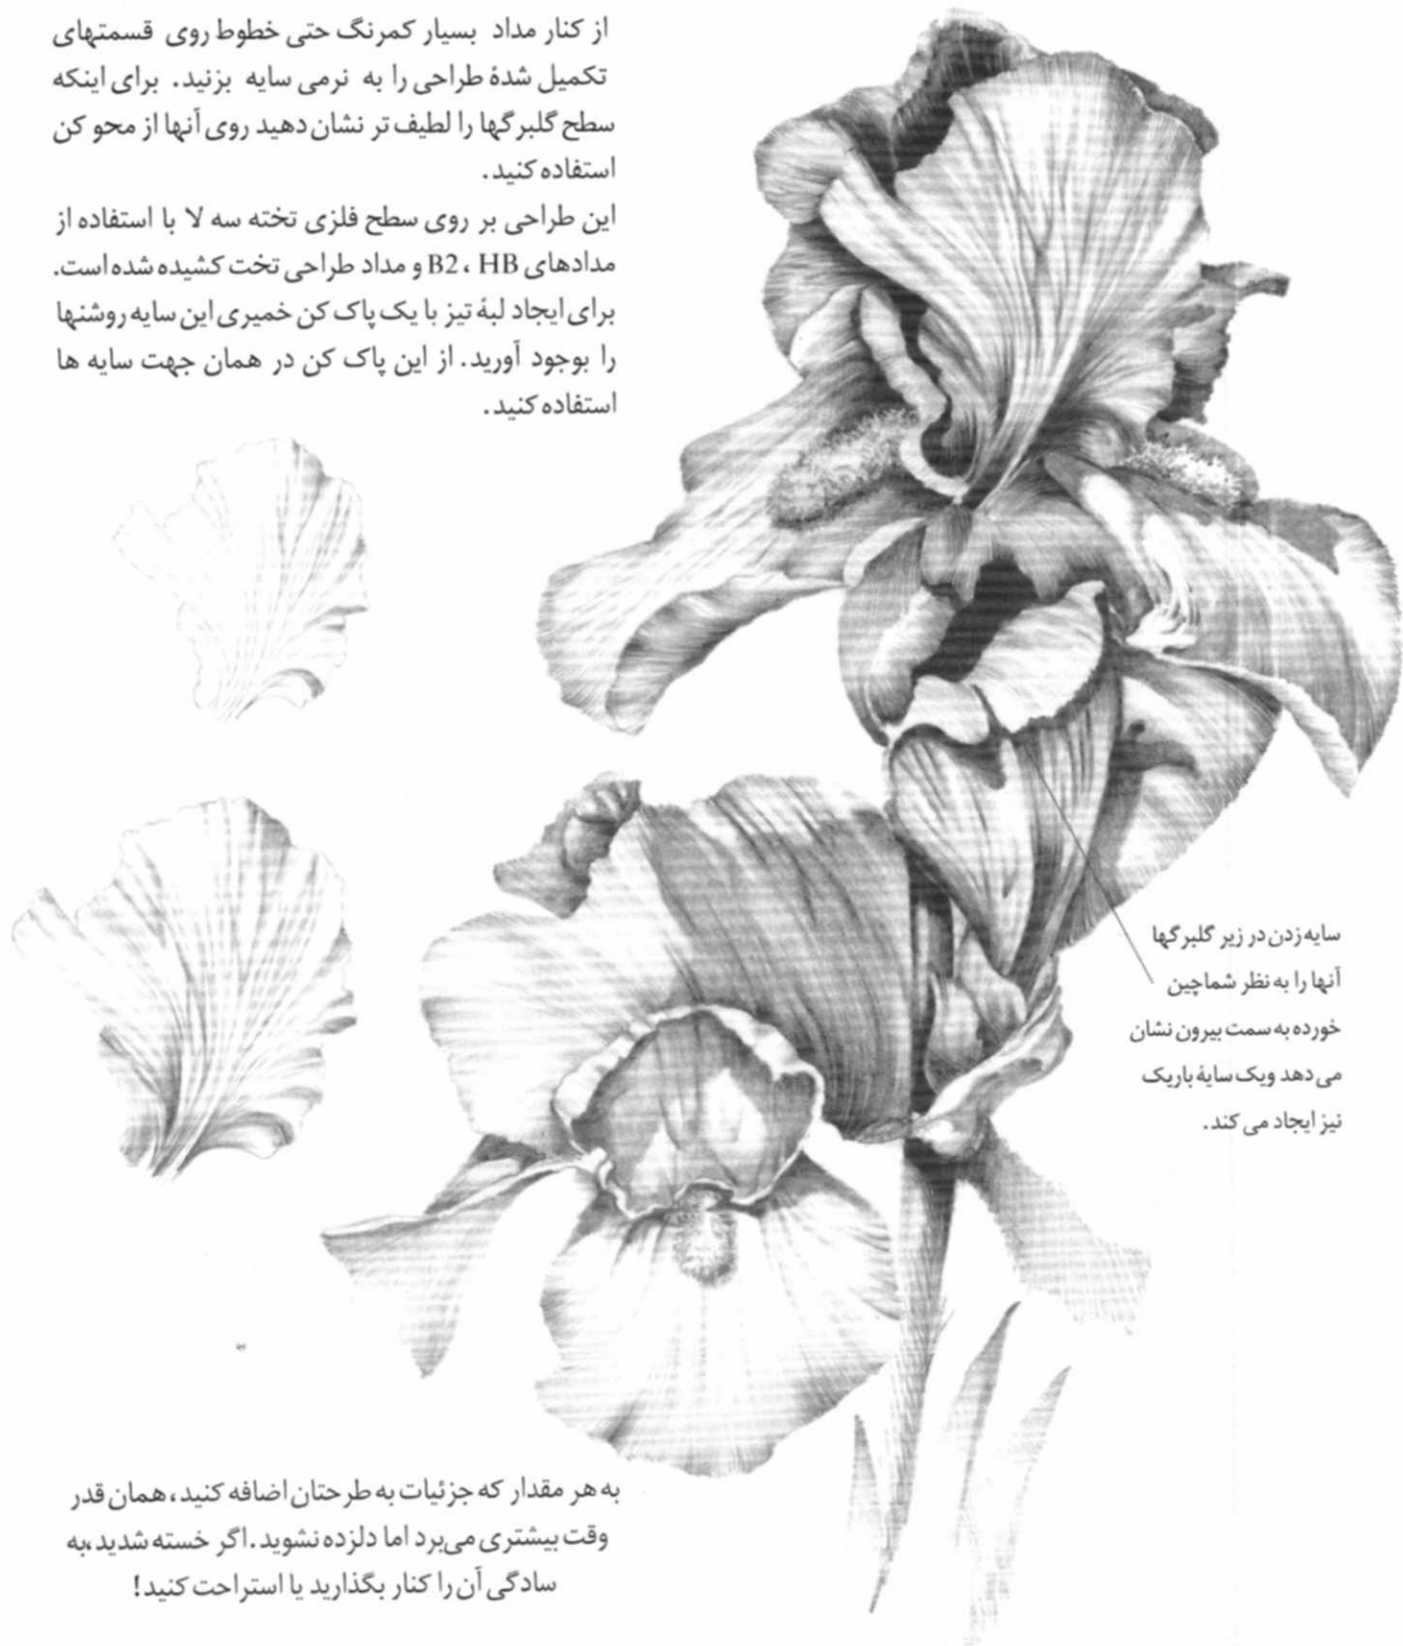 از کنار مداد بسیار کمرنگ حتی خطوط روی قسمتهای
تکمیل شدهٔ طراحی را به نرمی سایه بزنید. برای اینکه
سطح گلبرگها را لطیف تر نشان دهید روی آنها از محو کن
استفاده کنید.
این طراحی بر روی سطح فلزی تخته سه لا با استفاده از
مدادهای B2، HB و مداد طراحی تخت کشیده شده است.
برای ایجاد لبهٔ تیز با یک پاک کن خمیری این سایه روشنها
را بوجود آورید. از این پاک کن در همان جهت سایه ها
استفاده کنید.
سایه زدن در زیر گلبرگها
آنها را به نظر شما چین
خورده به سمت بیرون نشان
می دهد و یک سایهٔ باریک
نیز ایجاد می کند.
به هر مقدار که جزئیات به طرحتان اضافه کنید، همان قدر
وقت بیشتری می برد اما دلزده نشوید. اگر خسته شدید، به
سادگی آن را کنار بگذارید یا استراحت کنید!